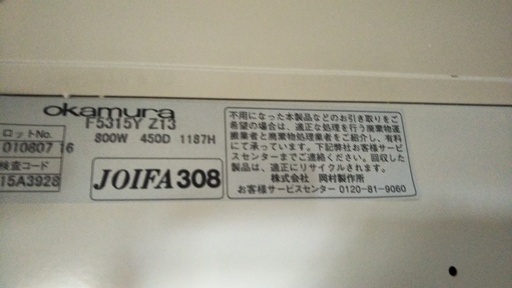 okamura
F5315Y Z13
800W 450D 1187H
ロットNo.
010607 16
検査コード
15A3928
JOIFA308
不用になった本製品などのお引き取りをご
希望の場合は、適正な処理を行う廃棄物運
搬業者と廃棄物処理業者をご紹介し、有料
にて承っています。下記弊社お客様サービ
スセンターまでご連絡ください。回収した
製品は、適正にリサイクルされます。
株式会社 岡村製作所
お客様サービスセンター 0120-81-9060